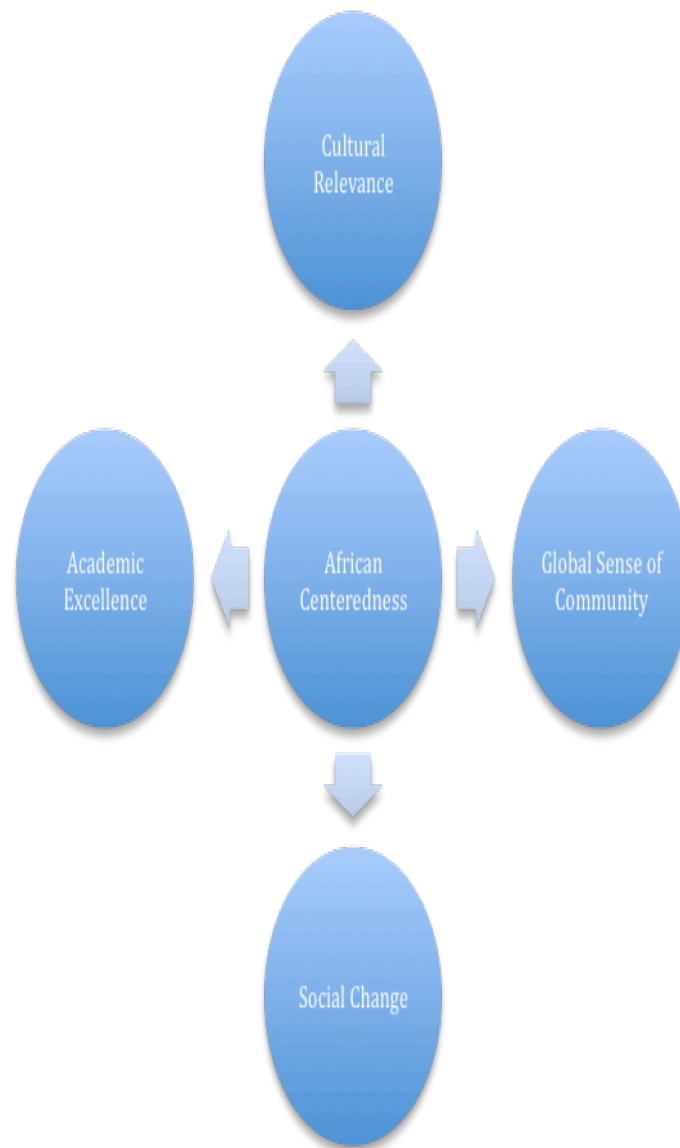 Cultural
Relevance
Academic
Excellence
African
Centeredness
Global Sense of
Community
Social Change